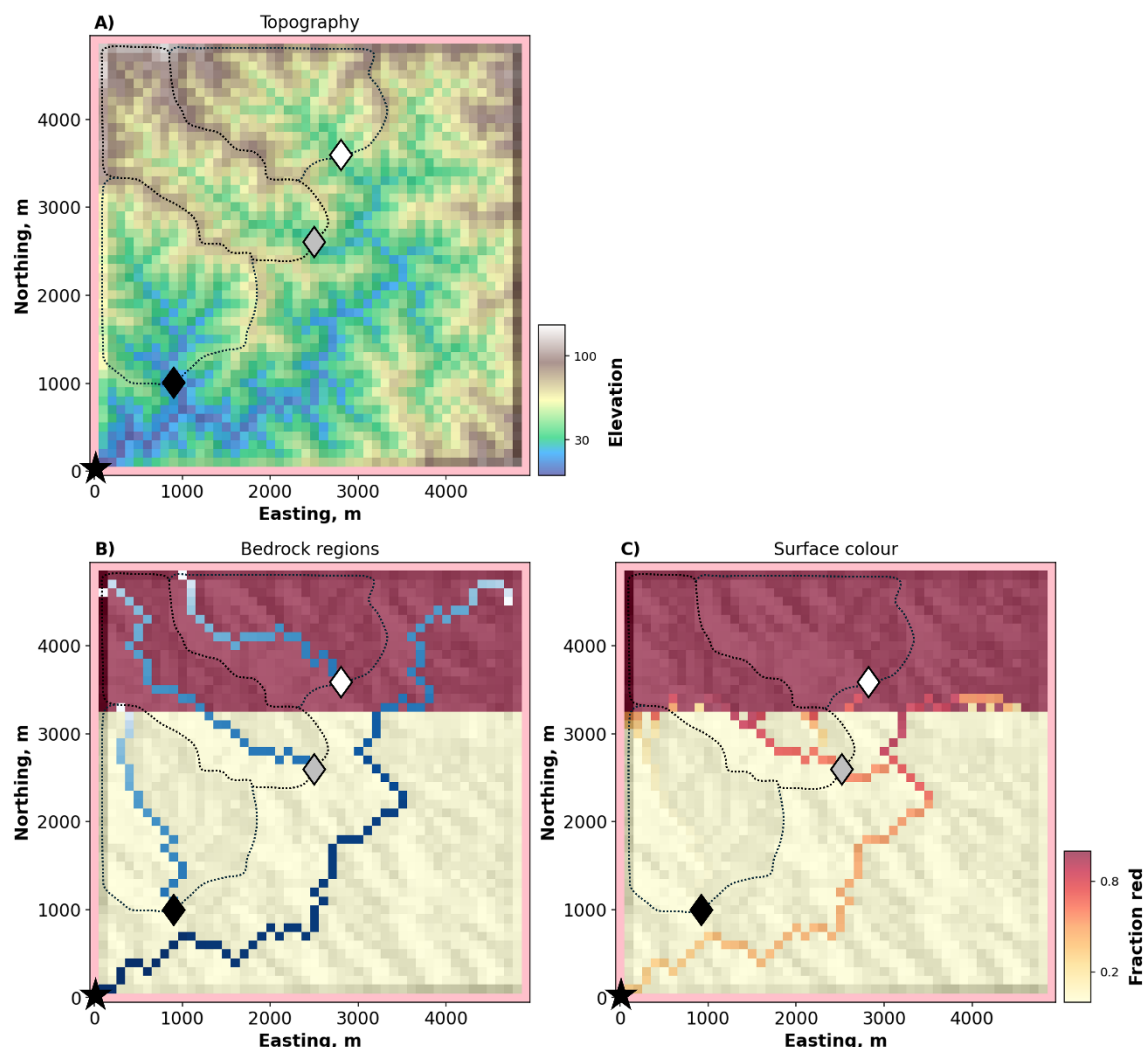 A) Topography
4000
3000
2000
1000
0
Northing, m
0 1000 2000 3000 4000
Easting, m
100
30
Elevation
B) Bedrock regions
4000
3000
2000
1000
0
Northing, m
0 1000 2000 3000 4000
Easting, m
C) Surface colour
4000
3000
2000
1000
0
Northing, m
0 1000 2000 3000 4000
Easting, m
0.8
0.2
Fraction red